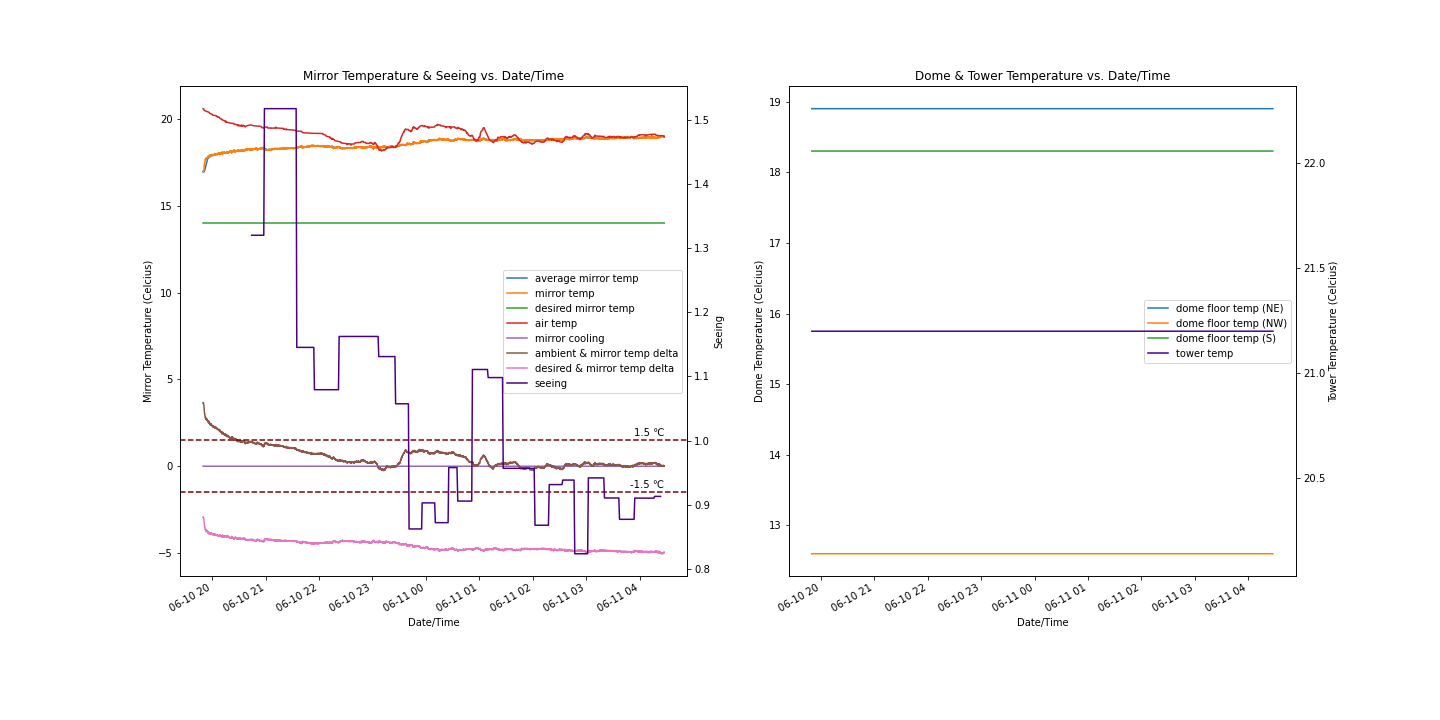 Mirror Temperature & Seeing vs. Date/Time
Mirror Temperature (Celcius)
20
15
10
5
0
−5
1.5
1.4
1.3
1.2
1.1
1.0
0.9
0.8
Seeing
average mirror temp
mirror temp
desired mirror temp
air temp
mirror cooling
ambient & mirror temp delta
desired & mirror temp delta
seeing
1.5 °C
-1.5 °C
06-10 20
06-10 21
06-10 22
06-10 23
06-11 00
06-11 01
06-11 02
06-11 03
06-11 04
Date/Time
Dome & Tower Temperature vs. Date/Time
Dome Temperature (Celcius)
19
18
17
16
15
14
13
22.0
21.5
21.0
20.5
Tower Temperature (Celcius)
dome floor temp (NE)
dome floor temp (NW)
dome floor temp (S)
tower temp
06-10 20
06-10 21
06-10 22
06-10 23
06-11 00
06-11 01
06-11 02
06-11 03
06-11 04
Date/Time